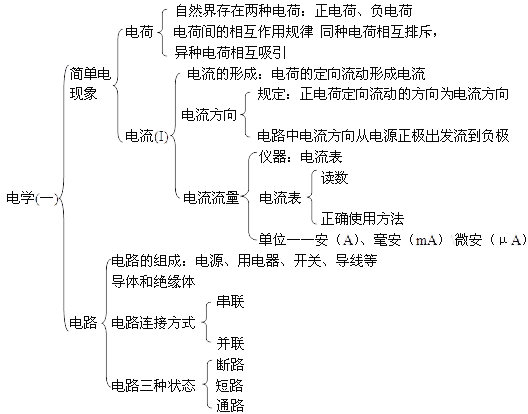 自然界存在两种电荷：正电荷、负电荷
电荷
电荷间的相互作用规律 同种电荷相互排斥，
异种电荷相互吸引
简单电
现象
电流的形成：电荷的定向流动形成电流
规定：正电荷定向流动的方向为电流方向
电流方向
电流(I)
电路中电流方向从电源正极出发流到负极
仪器：电流表
读数
电学(一)
电流流量
电流表
正确使用方法
单位一一安（A）、毫安（mA） 微安（μA）
电路的组成：电源、用电器、开关、导线等
导体和绝缘体
串联
电路
电路连接方式
并联
断路
电路三种状态
短路
通路